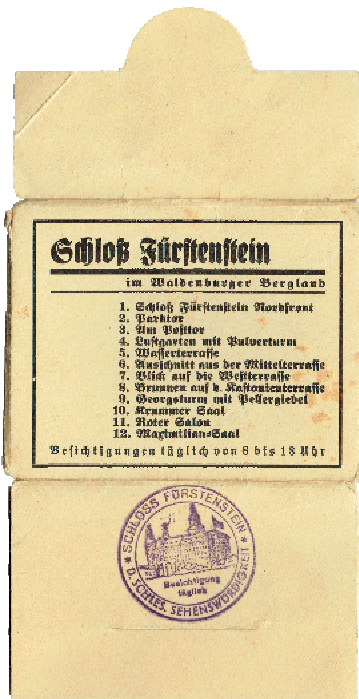 Schloß Fürstenstein
im Waldenburger Bergland
1. Schloß Fürstenstein Nordfront
2. Parktor
3. Am Posttor
4. Lustgarten mit Pulverturm
5. Wasserterrasse
6. Ausschnitt aus der Mittelterrasse
7. Blick auf die Westterrasse
8. Brunnen auf d. Kastanienterrasse
9. Georgsturm mit Pellergiebel
10. Krummer Saal
11. Roter Salon
12. Maximilian-Saal
Besichtigungen täglich von 8 bis 18 Uhr
SCHLOSS FÜRSTENSTEIN
D. SCHLES. SEHENSWÜRDIGKEIT
Besichtigung
täglich